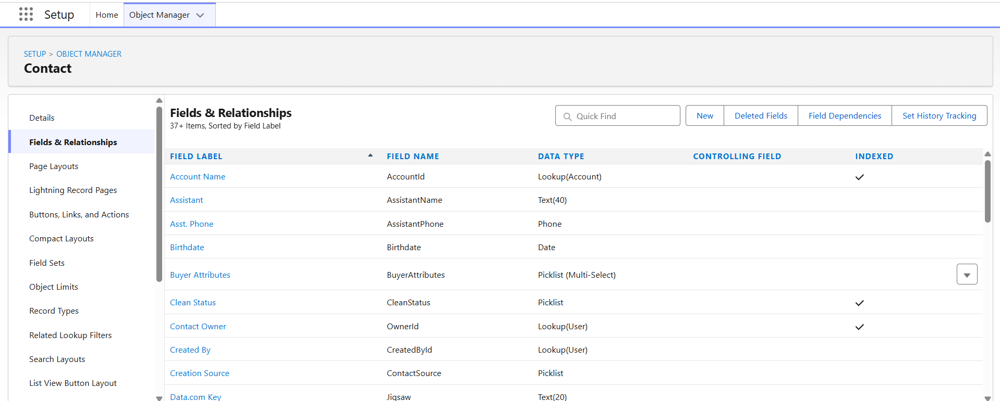 Setup Home Object Manager
SETUP > OBJECT MANAGER
Contact
Details
Fields & Relationships
Page Layouts
Lightning Record Pages
Buttons, Links, and Actions
Compact Layouts
Field Sets
Object Limits
Record Types
Related Lookup Filters
Search Layouts
List View Button Layout
Fields & Relationships
37+ Items, Sorted by Field Label
Quick Find New Deleted Fields Field Dependencies Set History Tracking
FIELD LABEL FIELD NAME DATA TYPE CONTROLLING FIELD INDEXED
Account Name AccountId Lookup(Account)
Assistant AssistantName Text(40)
Asst. Phone AssistantPhone Phone
Birthdate Birthdate Date
Buyer Attributes BuyerAttributes Picklist (Multi-Select)
Clean Status CleanStatus Picklist
Contact Owner OwnerId Lookup(User)
Created By CreatedById Lookup(User)
Creation Source ContactSource Picklist
Data.com Key Jigsaw Text(20)